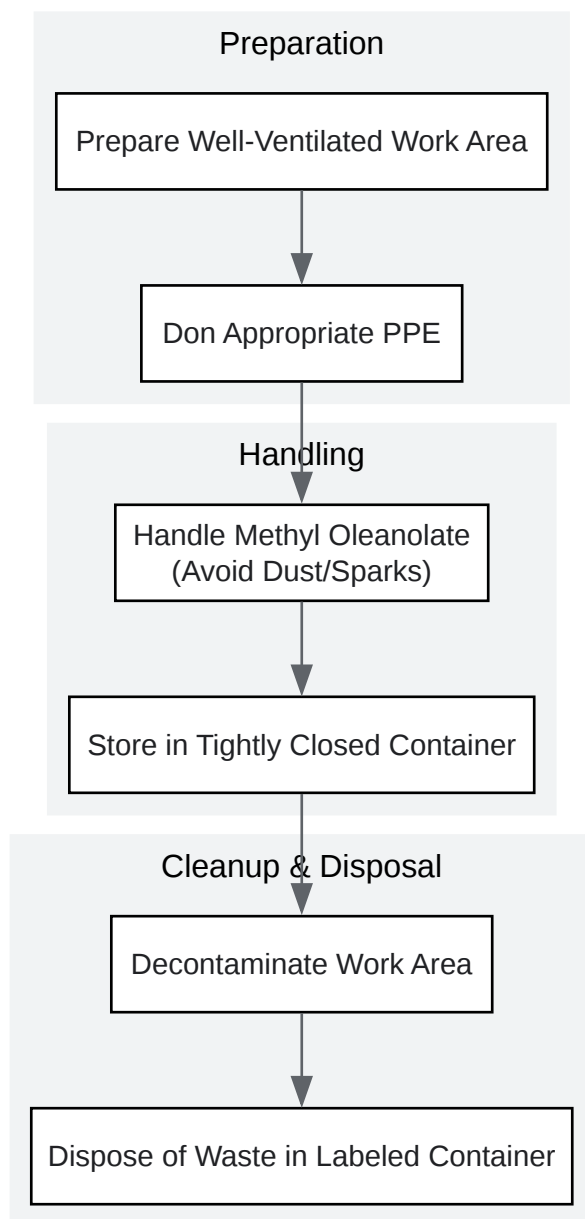 Preparation
Prepare Well-Ventilated Work Area
Don Appropriate PPE
Handling
Handle Methyl Oleanolate
(Avoid Dust/Sparks)
Store in Tightly Closed Container
Cleanup & Disposal
Decontaminate Work Area
Dispose of Waste in Labeled Container